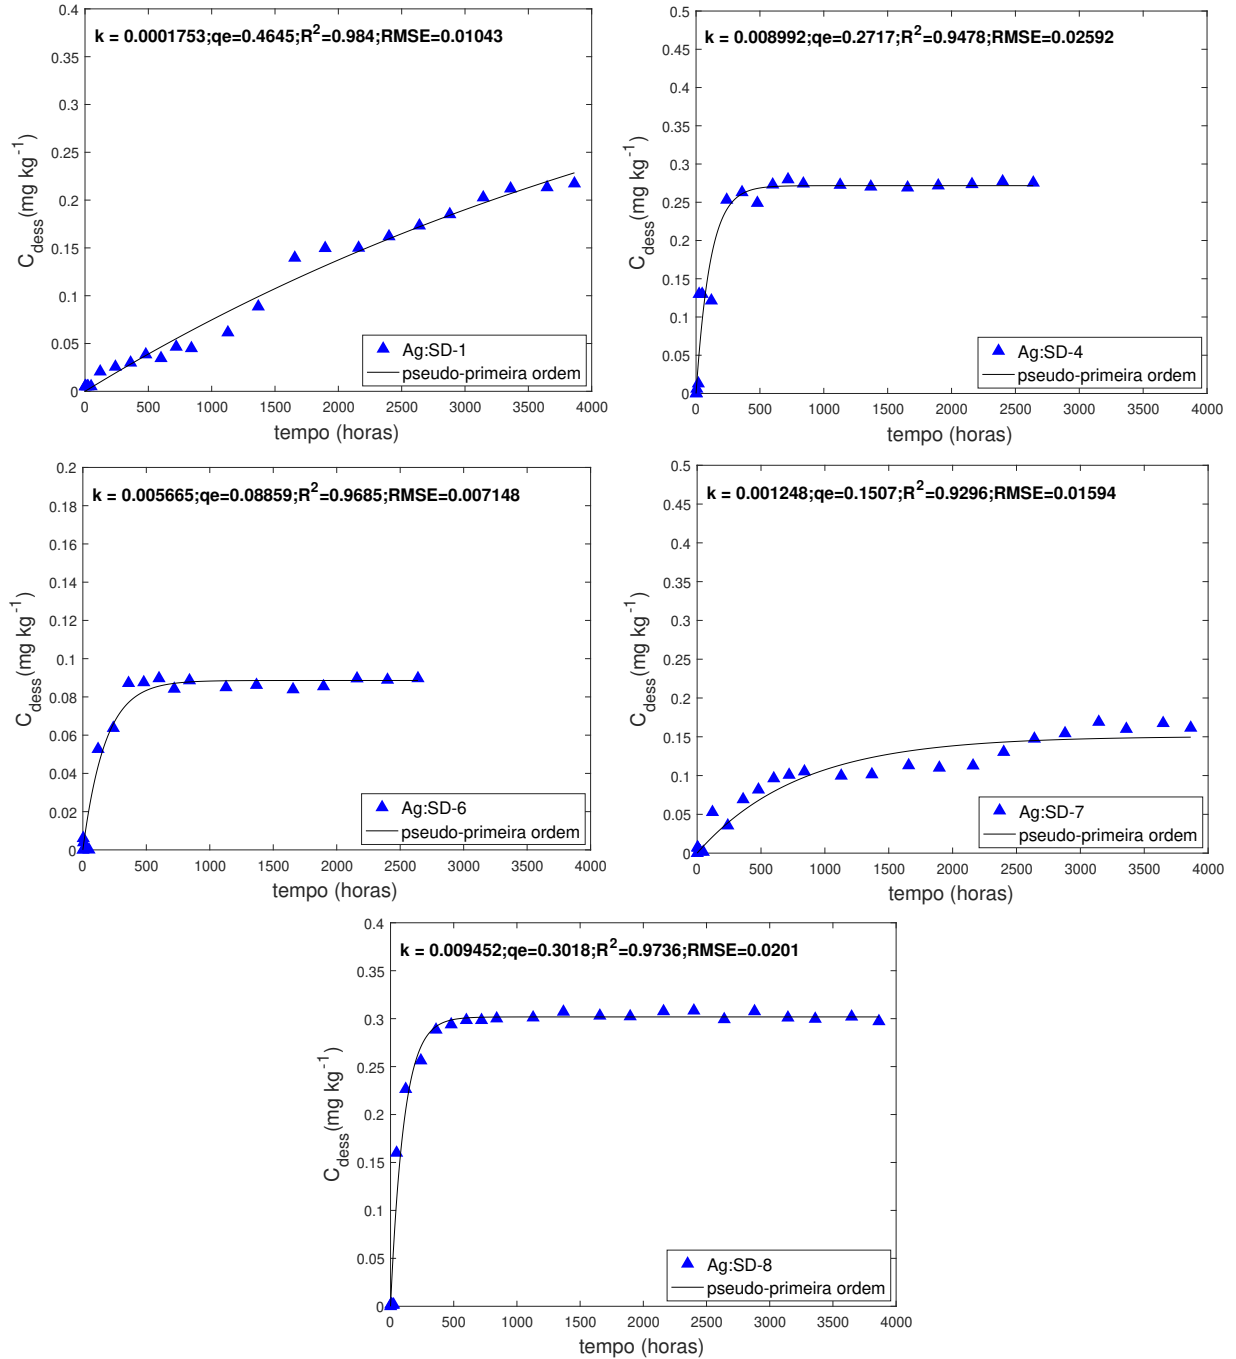 k = 0.0001753;qe=0.4645;R²=0.984;RMSE=0.01043
0.4
0.35
0.3
0.25
0.2
0.15
0.1
0.05
0
C_dess(mg kg⁻¹)
Ag:SD-1
pseudo-primeira ordem
0 500 1000 1500 2000 2500 3000 3500 4000
tempo (horas)
k = 0.008992;qe=0.2717;R²=0.9478;RMSE=0.02592
0.5
0.45
0.4
0.35
0.3
0.25
0.2
0.15
0.1
0.05
0
C_dess(mg kg⁻¹)
Ag:SD-4
pseudo-primeira ordem
0 500 1000 1500 2000 2500 3000 3500 4000
tempo (horas)
k = 0.005665;qe=0.08859;R²=0.9685;RMSE=0.007148
0.2
0.18
0.16
0.14
0.12
0.1
0.08
0.06
0.04
0.02
0
C_dess(mg kg⁻¹)
Ag:SD-6
pseudo-primeira ordem
0 500 1000 1500 2000 2500 3000 3500 4000
tempo (horas)
k = 0.001248;qe=0.1507;R²=0.9296;RMSE=0.01594
0.5
0.45
0.4
0.35
0.3
0.25
0.2
0.15
0.1
0.05
0
C_dess(mg kg⁻¹)
Ag:SD-7
pseudo-primeira ordem
0 500 1000 1500 2000 2500 3000 3500 4000
tempo (horas)
k = 0.009452;qe=0.3018;R²=0.9736;RMSE=0.0201
0.4
0.35
0.3
0.25
0.2
0.15
0.1
0.05
0
C_dess(mg kg⁻¹)
Ag:SD-8
pseudo-primeira ordem
0 500 1000 1500 2000 2500 3000 3500 4000
tempo (horas)